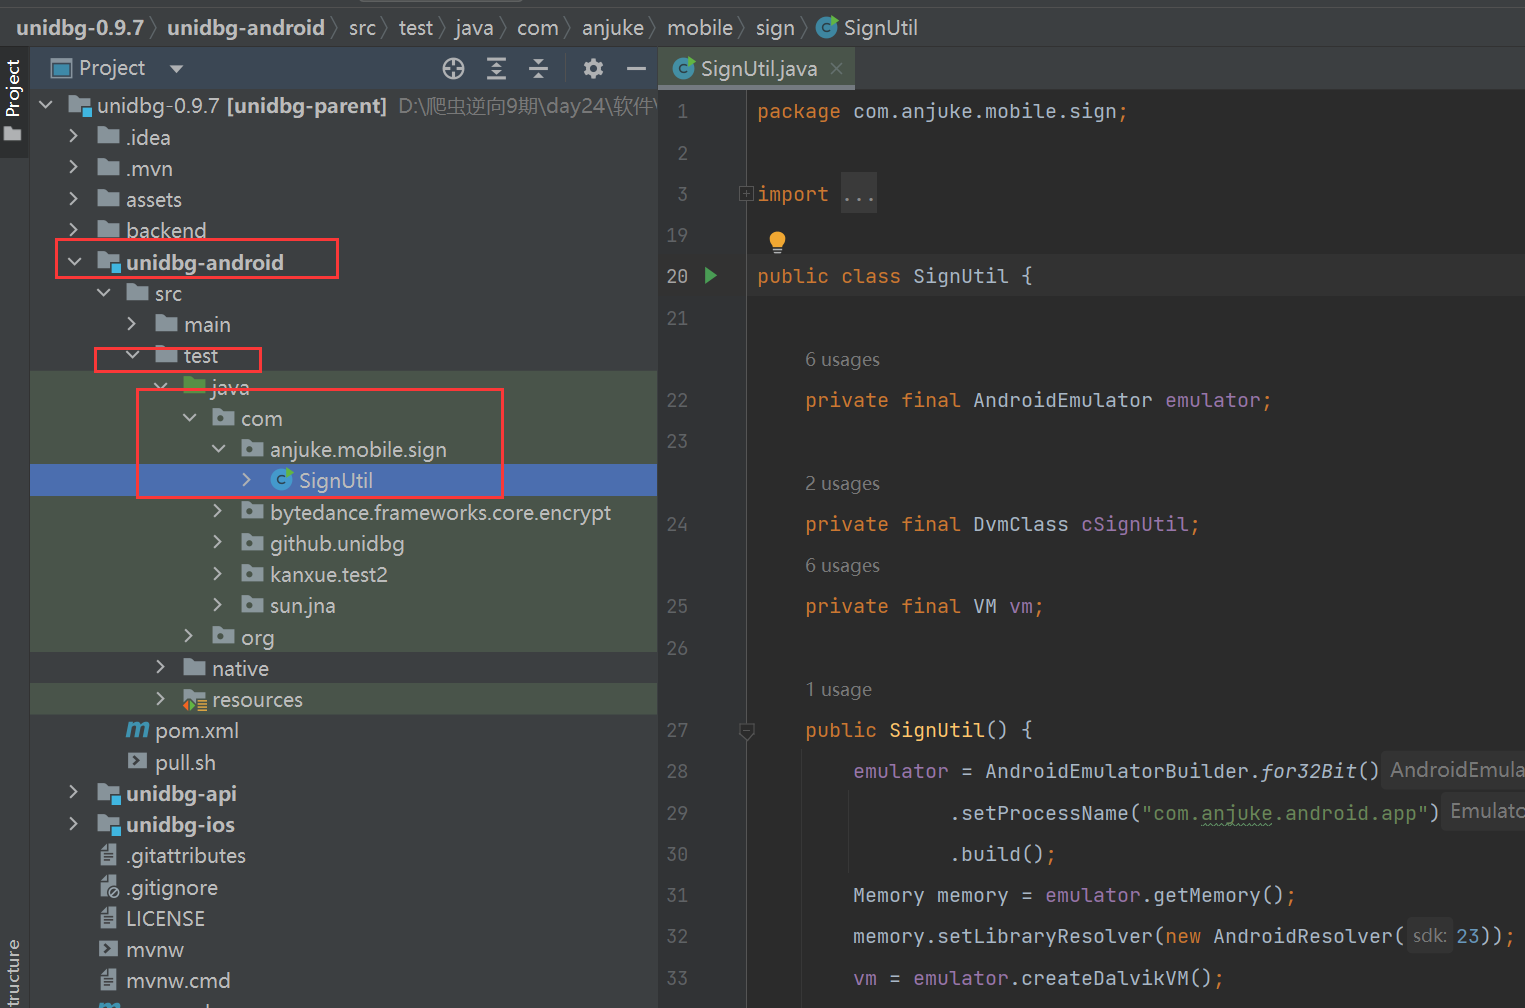 unidbg-0.9.7 〉 unidbg-android 〉 src 〉 test 〉 java 〉 com 〉 anjuke 〉 mobile 〉 sign 〉 SignUtil
Project
Project
unidbg-0.9.7 [unidbg-parent] D:\爬虫逆向9期\day24\软件\
.idea
.mvn
assets
backend
unidbg-android
src
main
test
java
com
anjuke.mobile.sign
SignUtil
bytedance.frameworks.core.encrypt
github.unidbg
kanxue.test2
sun.jna
org
native
resources
pom.xml
pull.sh
unidbg-api
unidbg-ios
.gitattributes
.gitignore
LICENSE
mvnw
mvnw.cmd
tructure
SignUtil.java
1 package com.anjuke.mobile.sign;
2
3 import ...
19
20 public class SignUtil {
21
6 usages
22 private final AndroidEmulator emulator;
23
2 usages
24 private final DvmClass cSignUtil;
6 usages
25 private final VM vm;
26
1 usage
27 public SignUtil() {
28 emulator = AndroidEmulatorBuilder.for32Bit() AndroidEmula
29 .setProcessName("com.anjuke.android.app") Emulato
30 .build();
31 Memory memory = emulator.getMemory();
32 memory.setLibraryResolver(new AndroidResolver( sdk: 23));
33 vm = emulator.createDalvikVM();